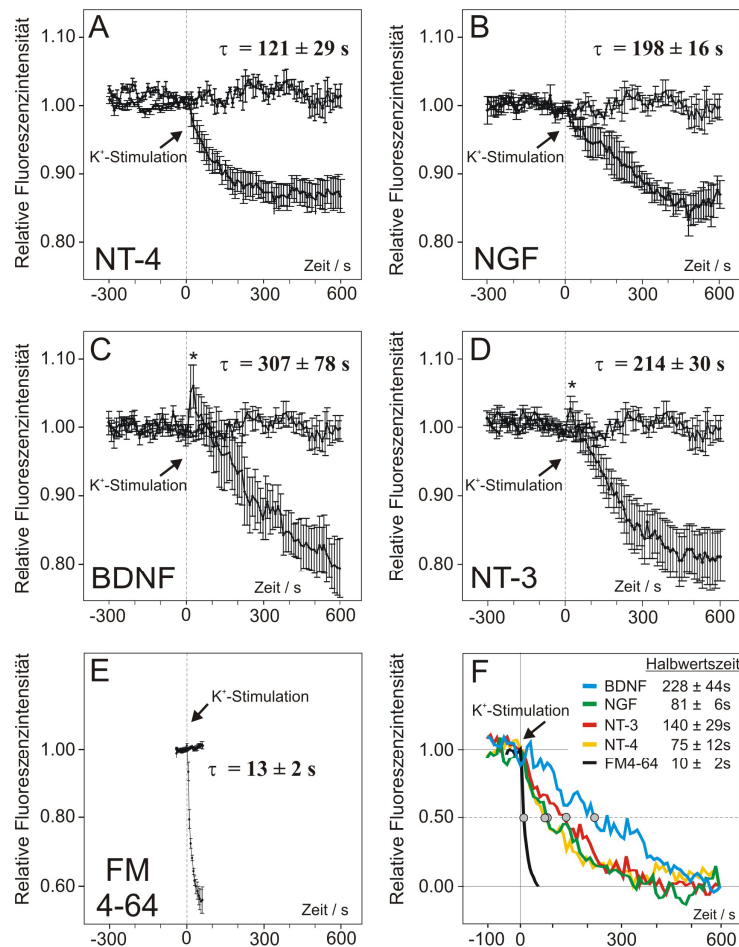 A
τ = 121 ± 29 s
Relative Fluoreszenzintensität
1.10
1.00
0.90
0.80
K⁺-Stimulation
NT-4
Zeit / s
-300 0 300 600
B
τ = 198 ± 16 s
Relative Fluoreszenzintensität
1.10
1.00
0.90
0.80
K⁺-Stimulation
NGF
Zeit / s
-300 0 300 600
C
*
τ = 307 ± 78 s
Relative Fluoreszenzintensität
1.10
1.00
0.90
0.80
K⁺-Stimulation
BDNF
Zeit / s
-300 0 300 600
D
*
τ = 214 ± 30 s
Relative Fluoreszenzintensität
1.10
1.00
0.90
0.80
K⁺-Stimulation
NT-3
Zeit / s
-300 0 300 600
E
K⁺-Stimulation
τ = 13 ± 2 s
Relative Fluoreszenzintensität
1.00
0.80
0.60
FM
4-64
Zeit / s
-300 0 300 600
F
Halbwertszeit
K⁺-Stimulation
BDNF 228 ± 44s
NGF 81 ± 6s
NT-3 140 ± 29s
NT-4 75 ± 12s
FM4-64 10 ± 2s
Relative Fluoreszenzintensität
1.00
0.50
0.00
Zeit / s
-100 0 200 400 600